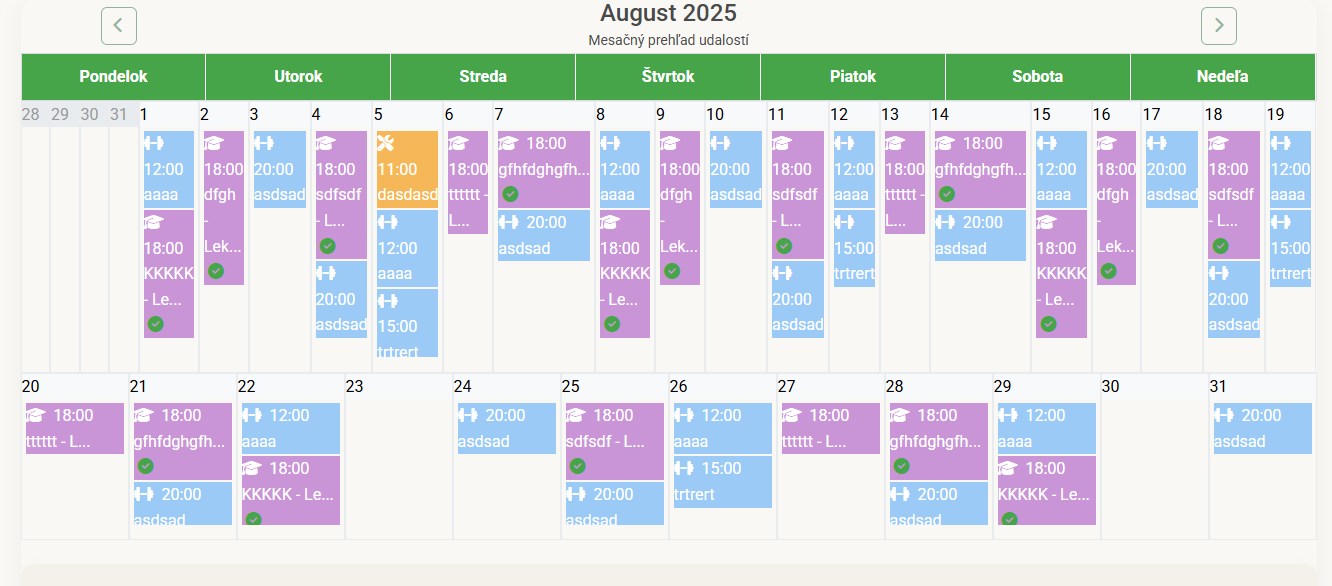 August 2025
Mesačný prehľad udalostí
Pondelok Utorok Streda Štvrtok Piatok Sobota Nedeľa
28 29 30 31 1 2 3 4 5 6 7 8 9 10 11 12 13 14 15 16 17 18 19
12:00
aaaa
18:00
KKKKK
- Le...
18:00
dfgh
-
Lek...
20:00
asdsad
18:00
sdfsdf
- L...
20:00
asdsad
11:00
dasdasd
12:00
aaaa
15:00
trtrert
18:00
tttttt -
L...
18:00
gfhfdghgfh...
20:00
asdsad
12:00
aaaa
18:00
KKKKK
- Le...
18:00
dfgh
-
Lek...
20:00
asdsad
18:00
sdfsdf
- L...
20:00
asdsad
12:00
aaaa
15:00
trtrert
18:00
tttttt -
L...
18:00
gfhfdghgfh...
20:00
asdsad
12:00
aaaa
18:00
KKKKK
- Le...
18:00
dfgh
-
Lek...
20:00
asdsad
18:00
sdfsdf
- L...
20:00
asdsad
12:00
aaaa
15:00
trtrert
20 21 22 23 24 25 26 27 28 29 30 31
18:00
tttttt - L...
18:00
gfhfdghgfh...
20:00
asdsad
12:00
aaaa
18:00
KKKKK - Le...
20:00
asdsad
18:00
sdfsdf - L...
20:00
asdsad
12:00
aaaa
15:00
trtrert
18:00
tttttt - L...
18:00
gfhfdghgfh...
20:00
asdsad
12:00
aaaa
18:00
KKKKK - Le...
20:00
asdsad